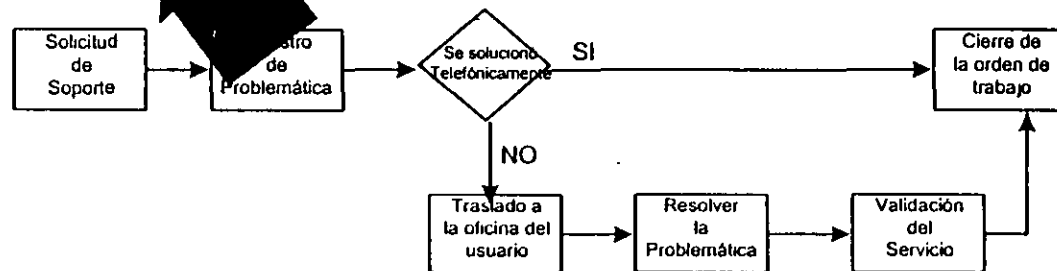 Solicitud
de
Soporte
de
Problemática
Se solucionó
Telefónicamente
SI
Cierre de
la orden de
trabajo
NO
Traslado a
la oficina del
usuario
Resolver
la
Problemática
Validación
del
Servicio